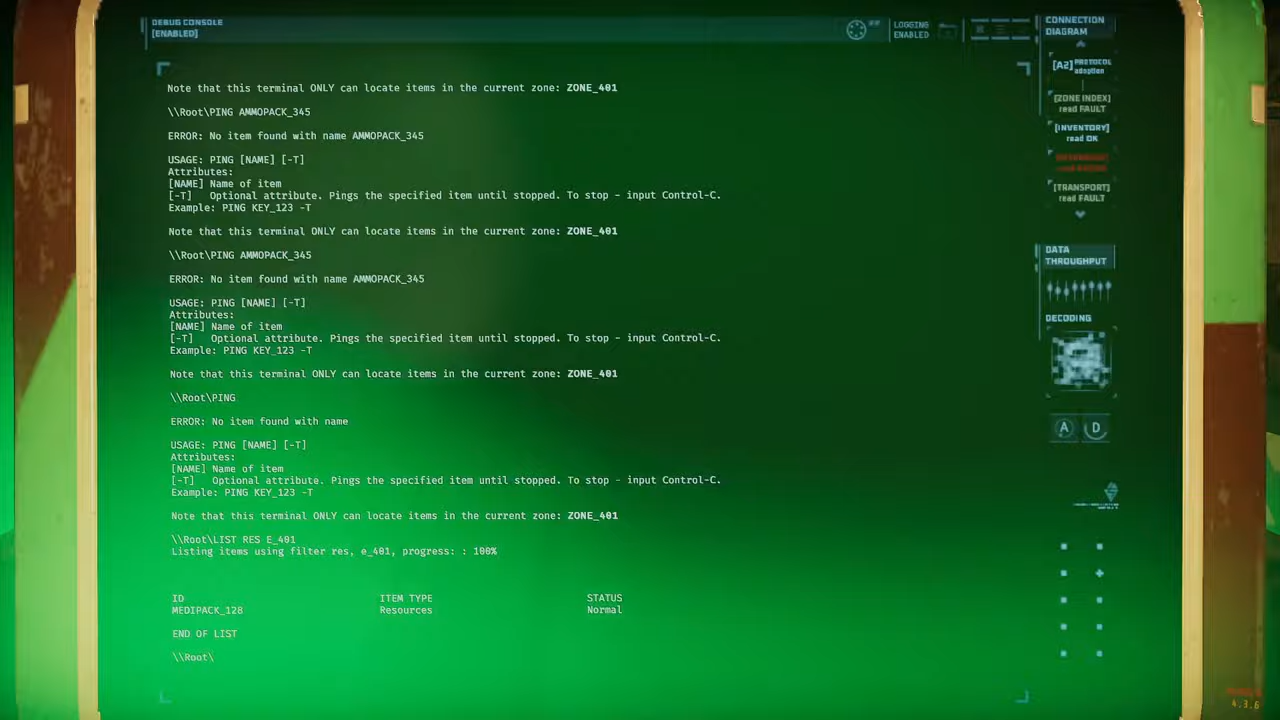 DEBUG CONSOLE
[ENABLED]
LOGGING
ENABLED
Note that this terminal ONLY can locate items in the current zone: ZONE_401
\\Root\PING AMMOPACK_345
ERROR: No item found with name AMMOPACK_345
USAGE: PING [NAME] [-T]
Attributes:
[NAME] Name of item
[-T]   Optional attribute. Pings the specified item until stopped. To stop - input Control-C.
Example: PING KEY_123 -T
Note that this terminal ONLY can locate items in the current zone: ZONE_401
\\Root\PING AMMOPACK_345
ERROR: No item found with name AMMOPACK_345
USAGE: PING [NAME] [-T]
Attributes:
[NAME] Name of item
[-T]   Optional attribute. Pings the specified item until stopped. To stop - input Control-C.
Example: PING KEY_123 -T
Note that this terminal ONLY can locate items in the current zone: ZONE_401
\\Root\PING
ERROR: No item found with name
USAGE: PING [NAME] [-T]
Attributes:
[NAME] Name of item
[-T]   Optional attribute. Pings the specified item until stopped. To stop - input Control-C.
Example: PING KEY_123 -T
Note that this terminal ONLY can locate items in the current zone: ZONE_401
\\Root\LIST RES E_401
Listing items using filter res, e_401, progress: : 100%
ID ITEM TYPE STATUS
MEDIPACK_128 Resources Normal
END OF LIST
\\Root\
CONNECTION
DIAGRAM
[A2] PROTOCOL
adaption
[ZONE INDEX]
read FAULT
[INVENTORY]
read OK
[TRANSPORT]
read FAULT
DATA
THROUGHPUT
DECODING
A D
4.3.6